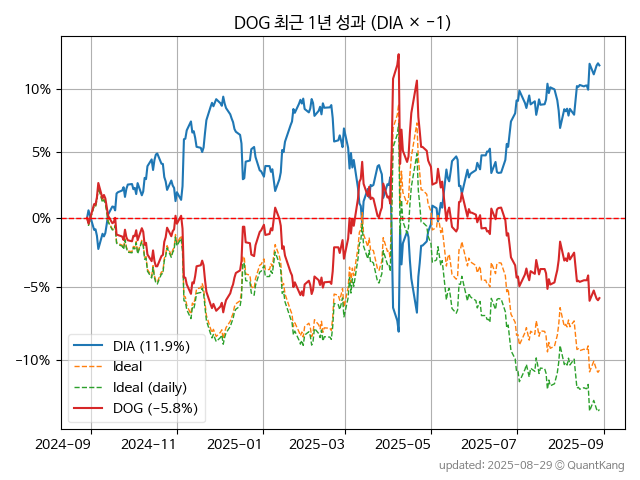 DOG 최근 1년 성과 (DIA × −1)
10%
5%
0%
−5%
−10%
DIA (11.9%)
Ideal
Ideal (daily)
DOG (−5.8%)
2024-09 2024-11 2025-01 2025-03 2025-05 2025-07 2025-09
updated: 2025-08-29 © QuantKang